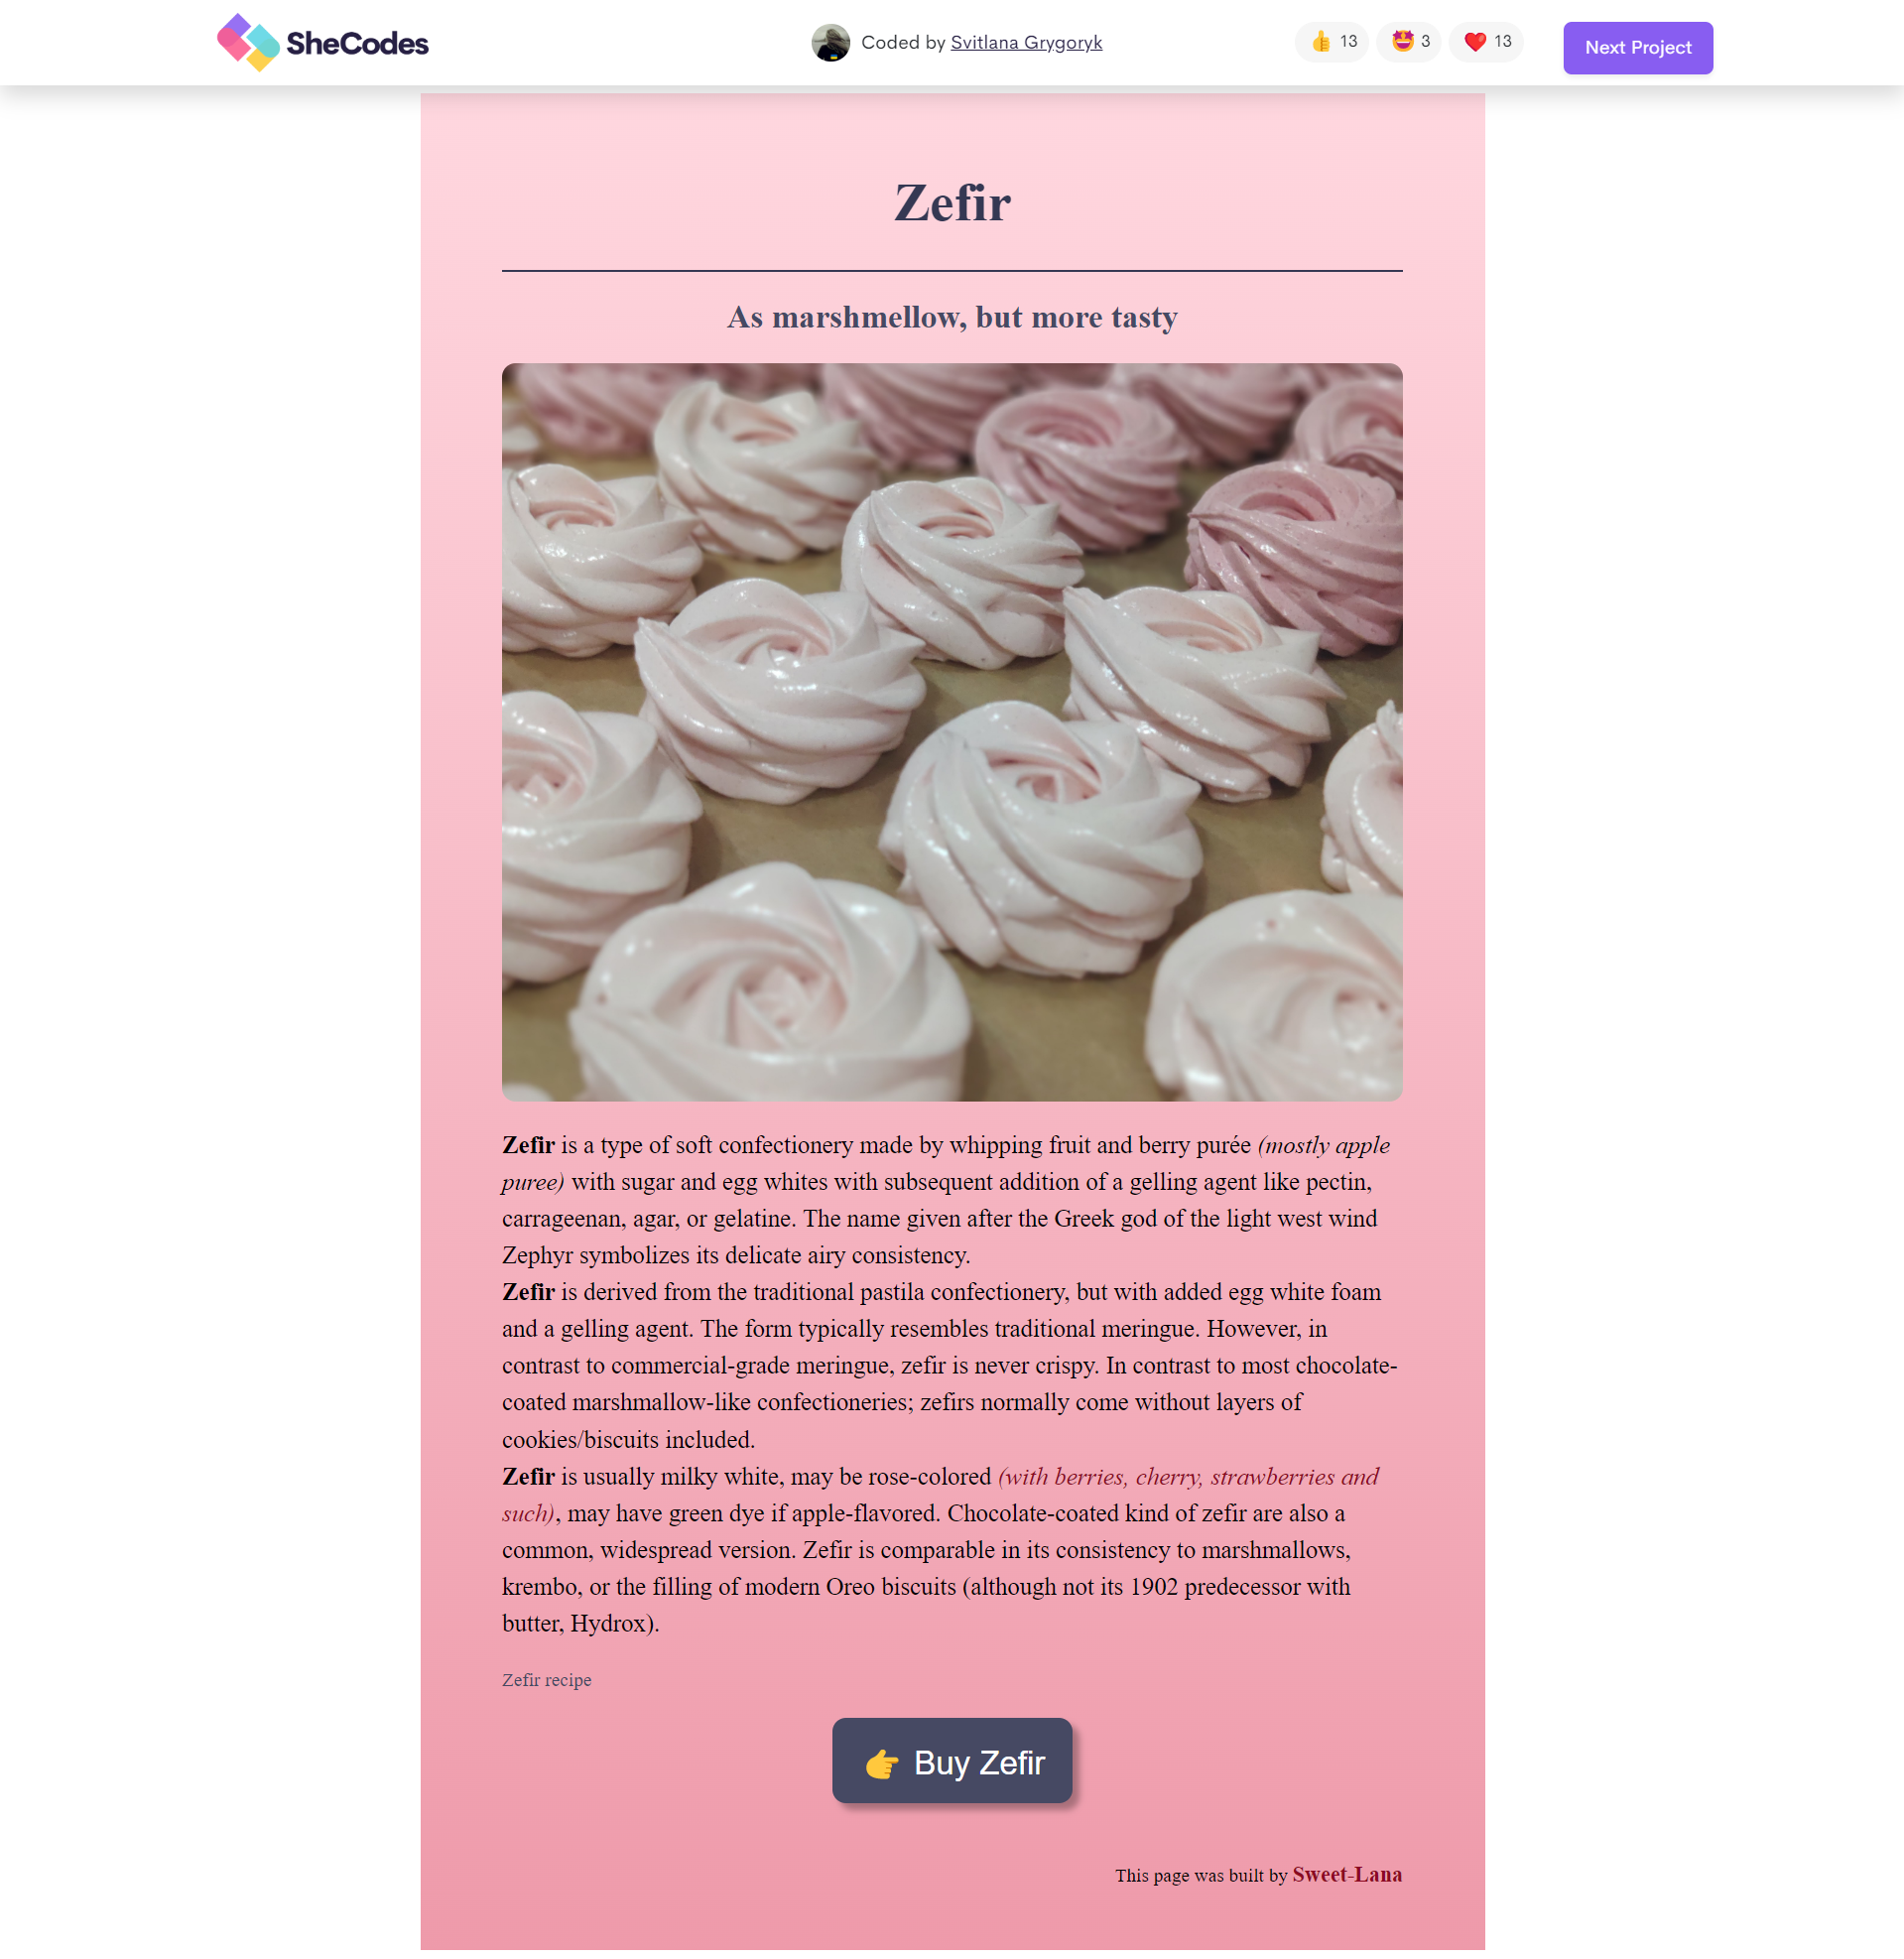 SheCodes
Coded by Svitlana Grygoryk
👍 13 🤩 3 ❤️ 13
Next Project
Zefir
As marshmellow, but more tasty
Zefir is a type of soft confectionery made by whipping fruit and berry purée (mostly apple
puree) with sugar and egg whites with subsequent addition of a gelling agent like pectin,
carrageenan, agar, or gelatine. The name given after the Greek god of the light west wind
Zephyr symbolizes its delicate airy consistency.
Zefir is derived from the traditional pastila confectionery, but with added egg white foam
and a gelling agent. The form typically resembles traditional meringue. However, in
contrast to commercial-grade meringue, zefir is never crispy. In contrast to most chocolate-
coated marshmallow-like confectioneries; zefirs normally come without layers of
cookies/biscuits included.
Zefir is usually milky white, may be rose-colored (with berries, cherry, strawberries and
such), may have green dye if apple-flavored. Chocolate-coated kind of zefir are also a
common, widespread version. Zefir is comparable in its consistency to marshmallows,
krembo, or the filling of modern Oreo biscuits (although not its 1902 predecessor with
butter, Hydrox).
Zefir recipe
👉 Buy Zefir
This page was built by Sweet-Lana